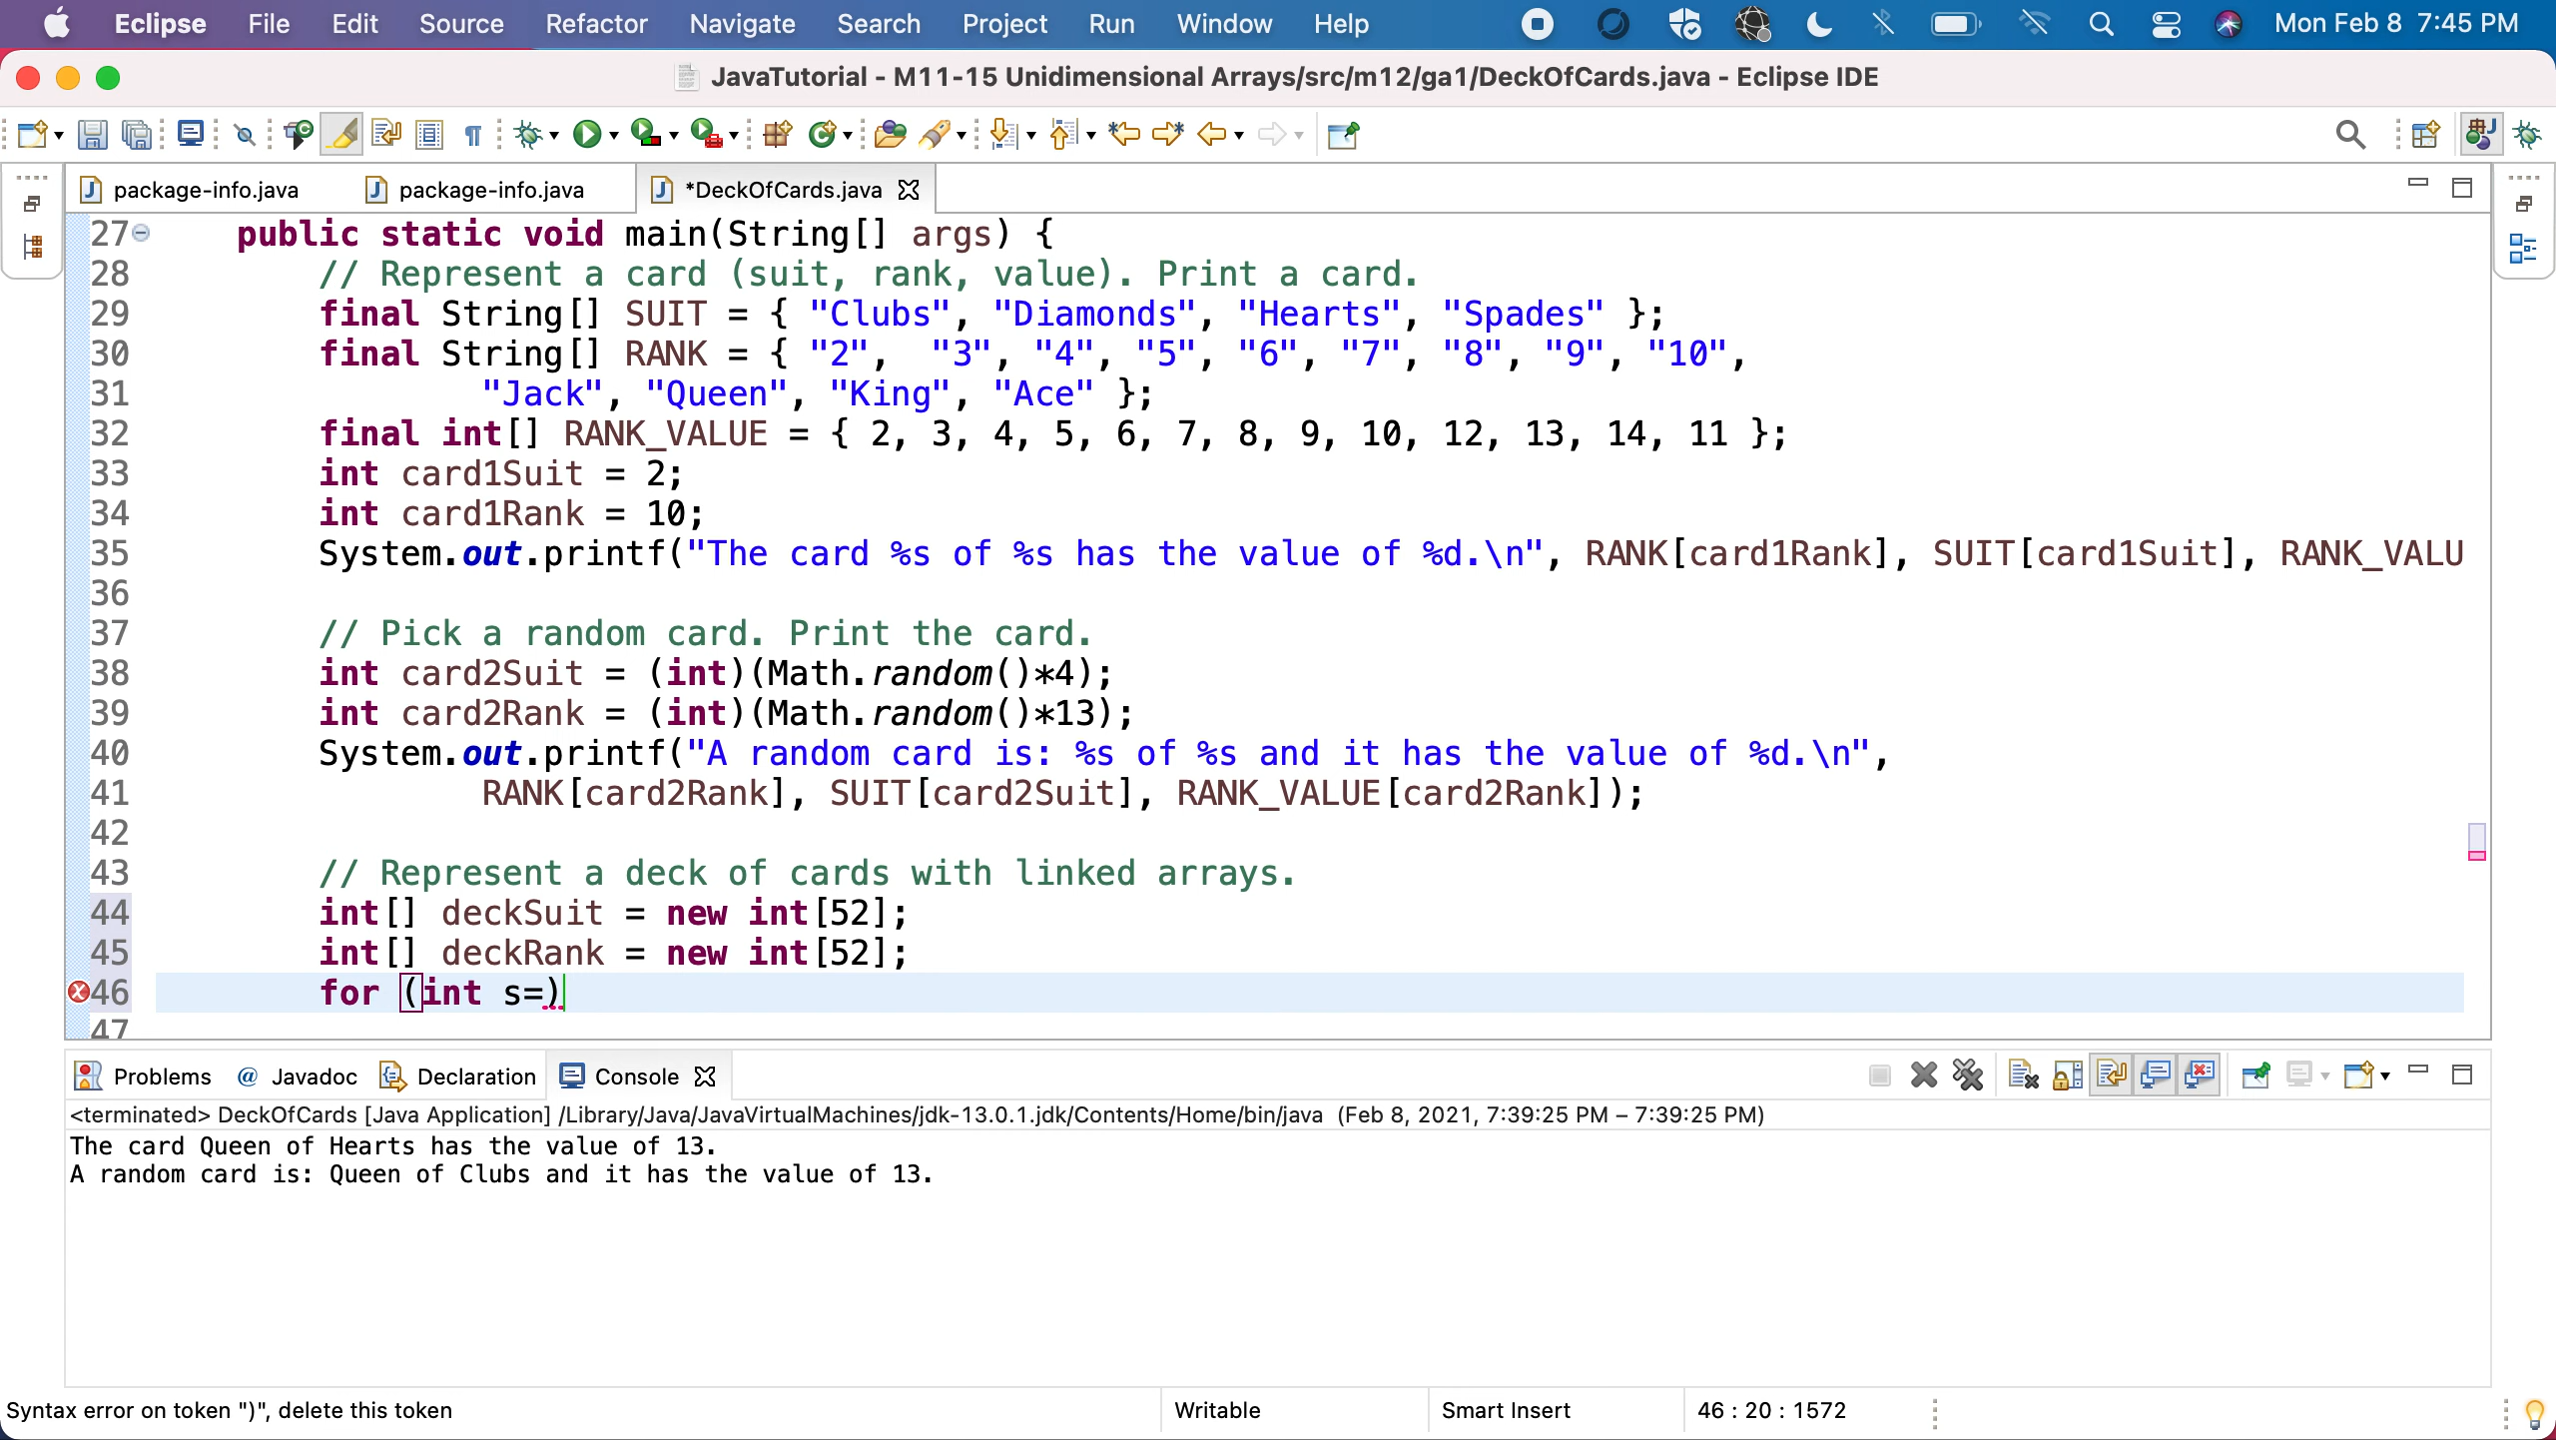 Eclipse File Edit Source Refactor Navigate Search Project Run Window Help Mon Feb 8 7:45 PM
JavaTutorial - M11-15 Unidimensional Arrays/src/m12/ga1/DeckOfCards.java - Eclipse IDE
package-info.java package-info.java *DeckOfCards.java
27 public static void main(String[] args) {
28 // Represent a card (suit, rank, value). Print a card.
29 final String[] SUIT = { "Clubs", "Diamonds", "Hearts", "Spades" };
30 final String[] RANK = { "2", "3", "4", "5", "6", "7", "8", "9", "10",
31 "Jack", "Queen", "King", "Ace" };
32 final int[] RANK_VALUE = { 2, 3, 4, 5, 6, 7, 8, 9, 10, 12, 13, 14, 11 };
33 int card1Suit = 2;
34 int card1Rank = 10;
35 System.out.printf("The card %s of %s has the value of %d.\n", RANK[card1Rank], SUIT[card1Suit], RANK_VALU
36
37 // Pick a random card. Print the card.
38 int card2Suit = (int)(Math.random()*4);
39 int card2Rank = (int)(Math.random()*13);
40 System.out.printf("A random card is: %s of %s and it has the value of %d.\n",
41 RANK[card2Rank], SUIT[card2Suit], RANK_VALUE[card2Rank]);
42
43 // Represent a deck of cards with linked arrays.
44 int[] deckSuit = new int[52];
45 int[] deckRank = new int[52];
46 for (int s=)
47
Problems @ Javadoc Declaration Console
<terminated> DeckOfCards [Java Application] /Library/Java/JavaVirtualMachines/jdk-13.0.1.jdk/Contents/Home/bin/java (Feb 8, 2021, 7:39:25 PM – 7:39:25 PM)
The card Queen of Hearts has the value of 13.
A random card is: Queen of Clubs and it has the value of 13.
Syntax error on token ")", delete this token Writable Smart Insert 46 : 20 : 1572